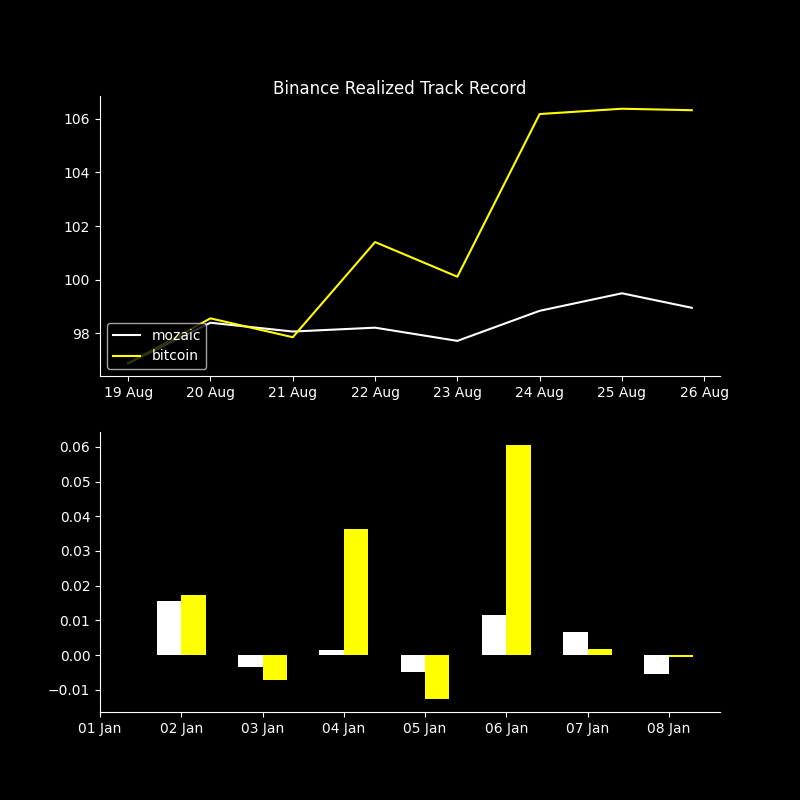 Binance Realized Track Record
106
104
102
100
98
mozaic
bitcoin
19 Aug 20 Aug 21 Aug 22 Aug 23 Aug 24 Aug 25 Aug 26 Aug
0.06
0.05
0.04
0.03
0.02
0.01
0.00
−0.01
01 Jan 02 Jan 03 Jan 04 Jan 05 Jan 06 Jan 07 Jan 08 Jan